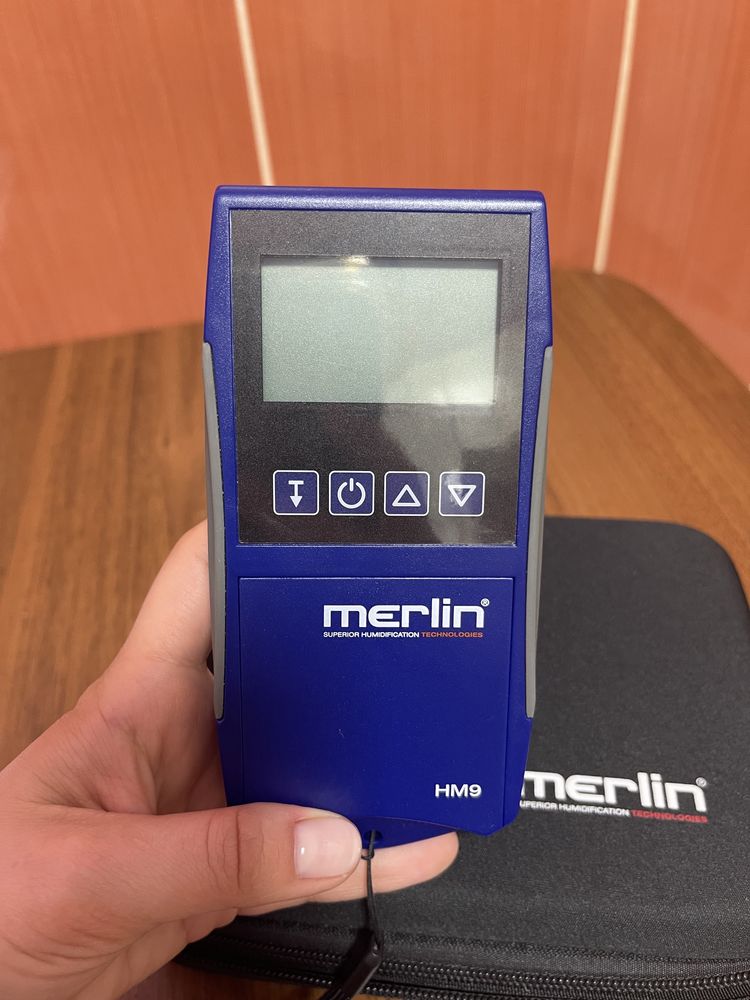 T
merlin®
SUPERIOR HUMIDIFICATION TECHNOLOGIES
HM9
merlin®
SUPERIOR HUMIDIFICATION TECHNOLOGIES